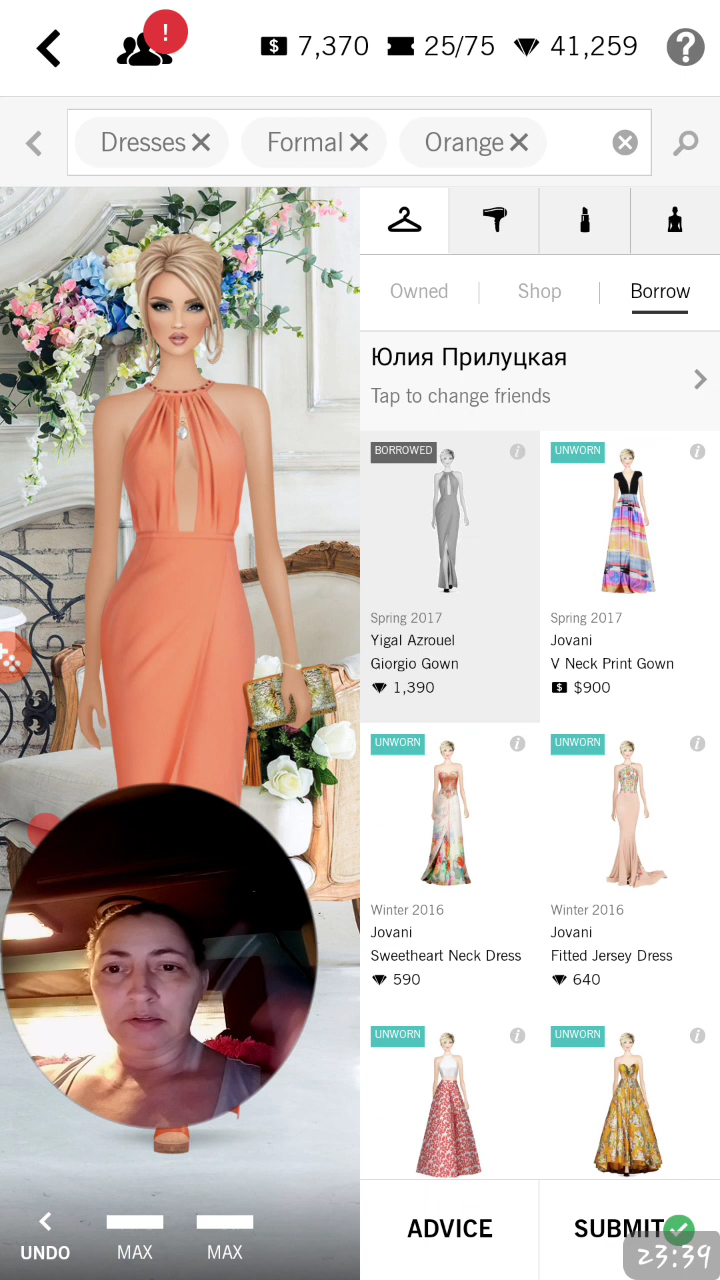 !
$ 7,370 25/75 41,259 ?
Dresses Formal Orange
Owned Shop Borrow
Юлия Прилуцкая
Tap to change friends
BORROWED
Spring 2017
Yigal Azrouel
Giorgio Gown
1,390
UNWORN
Spring 2017
Jovani
V Neck Print Gown
$ $900
UNWORN
Winter 2016
Jovani
Sweetheart Neck Dress
590
UNWORN
Winter 2016
Jovani
Fitted Jersey Dress
640
UNWORN
UNWORN
UNDO
MAX
MAX
ADVICE
SUBMIT
23:39